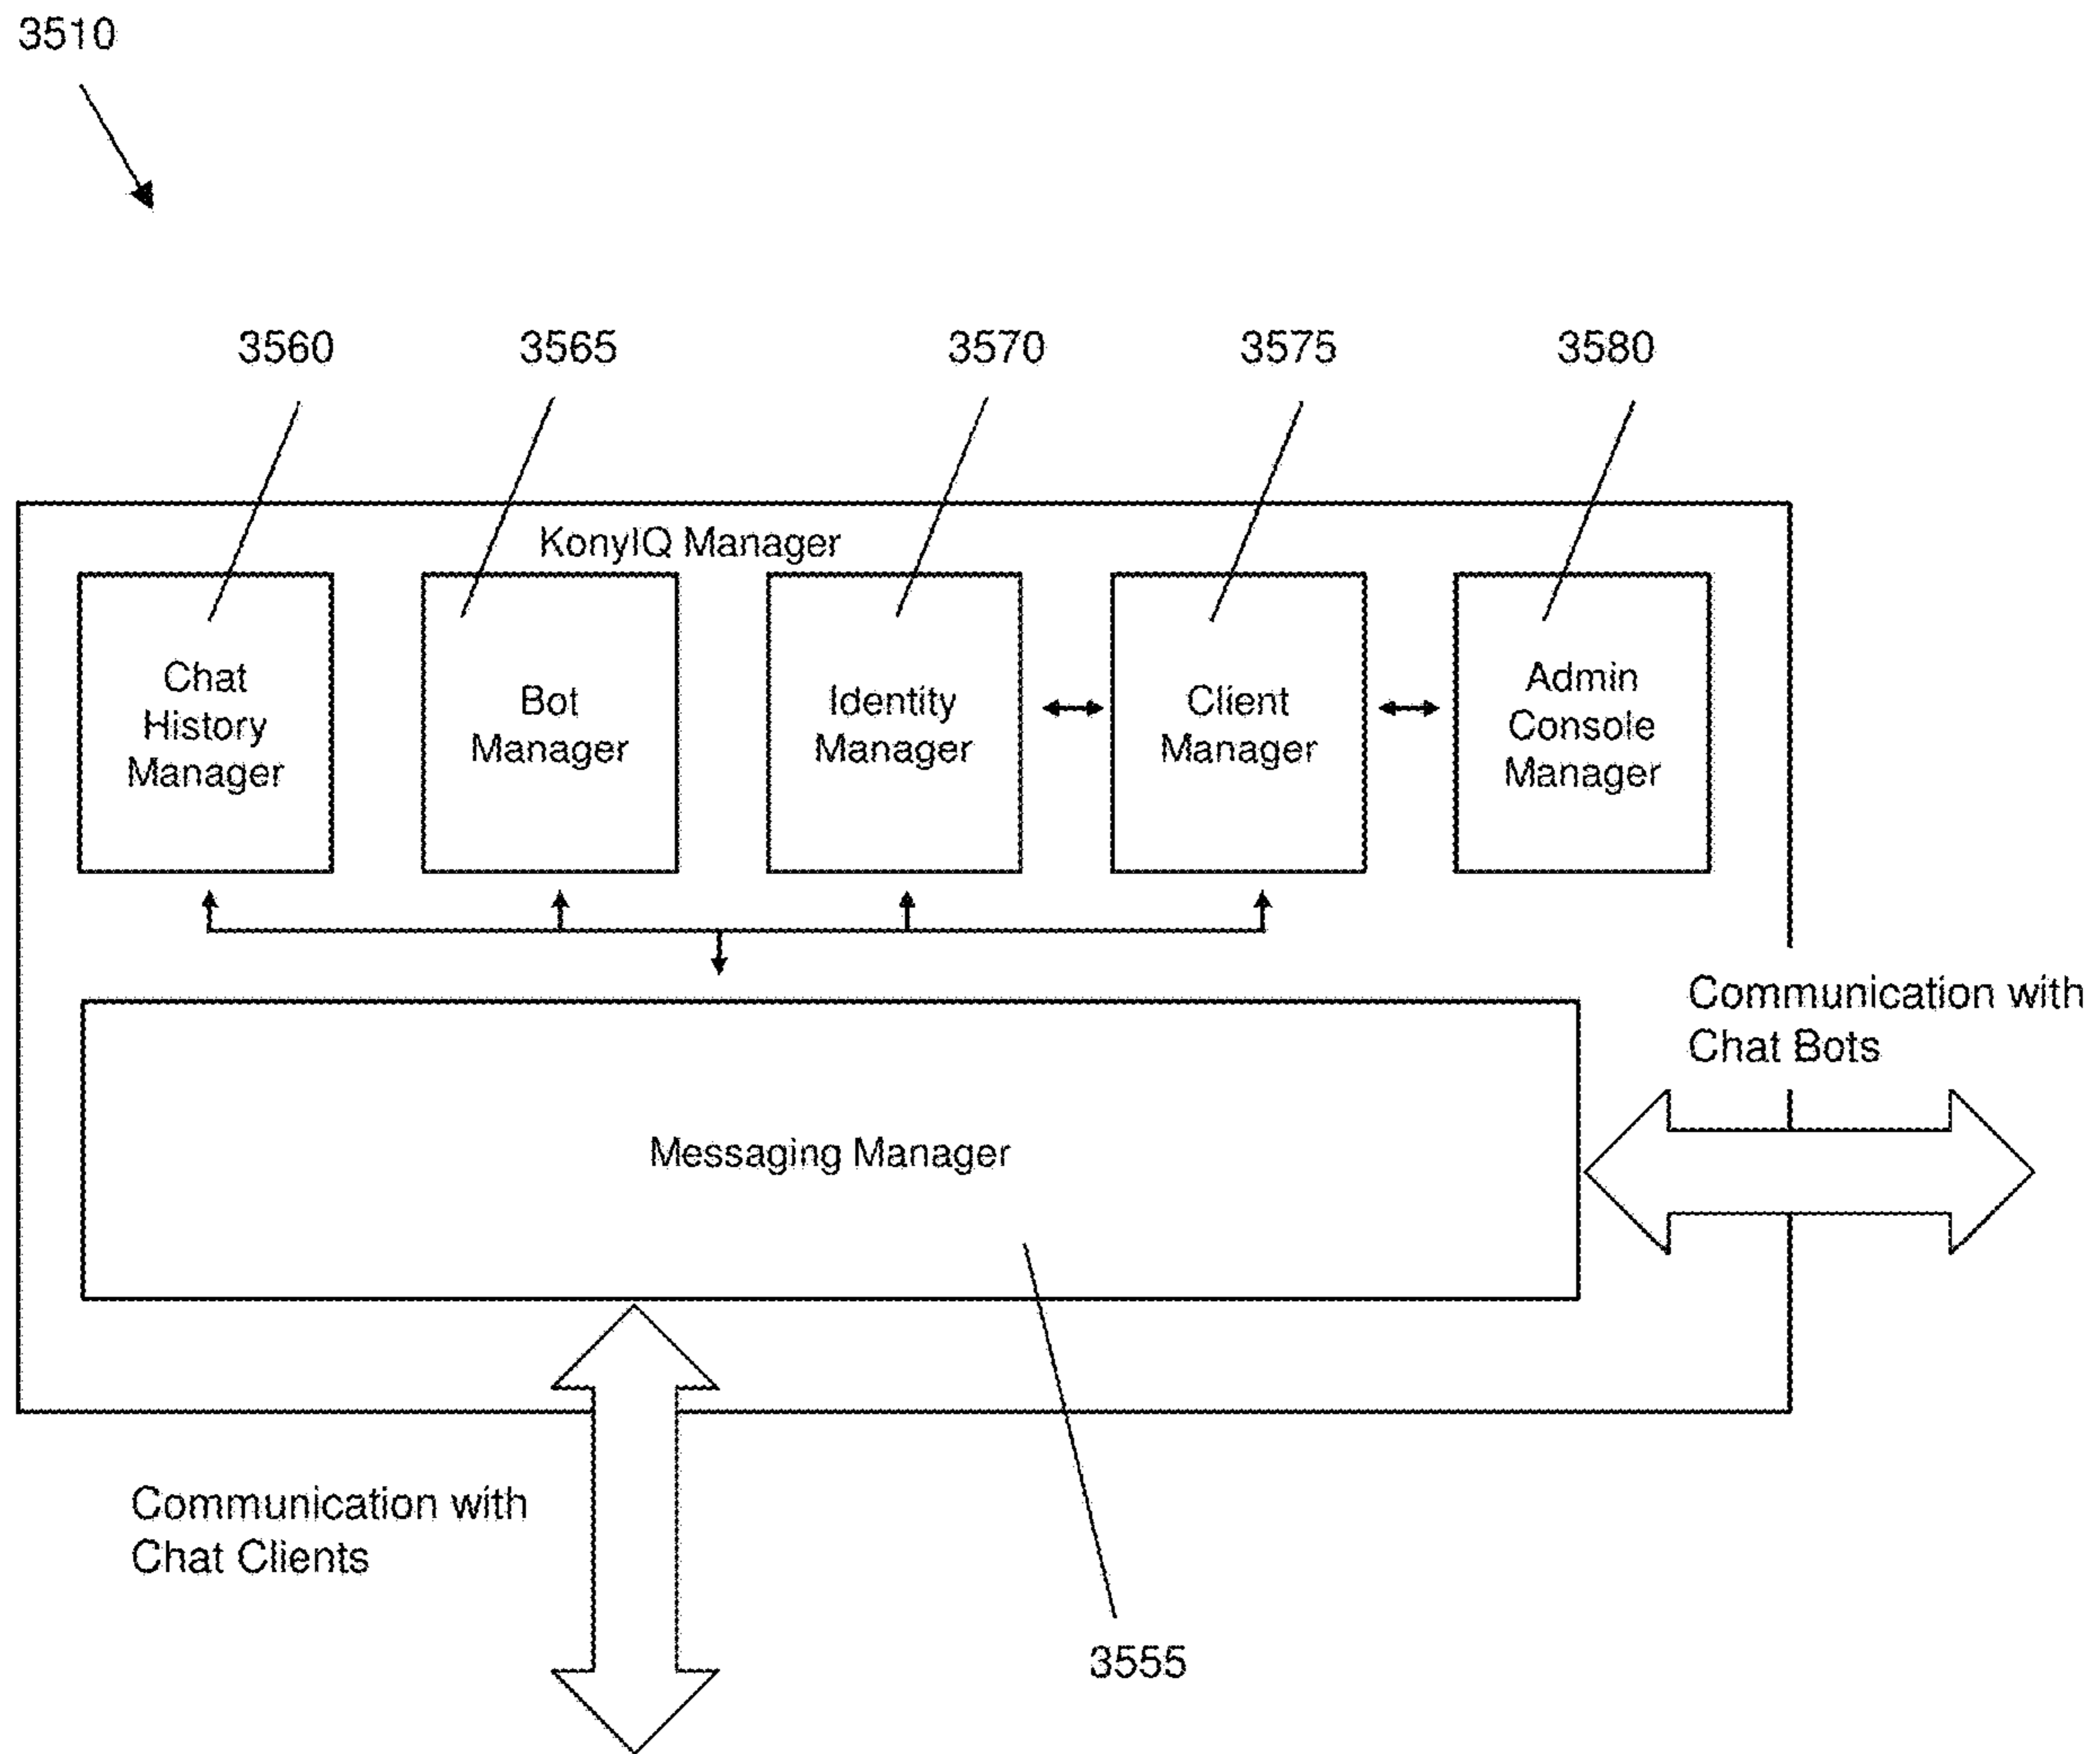 3510
3560
3565
3570
3575
3580
KonyIQ Manager
Chat
History
Manager
Bot
Manager
Identity
Manager
Client
Manager
Admin
Console
Manager
Communication with
Chat Bots
Messaging Manager
Communication with
Chat Clients
3555